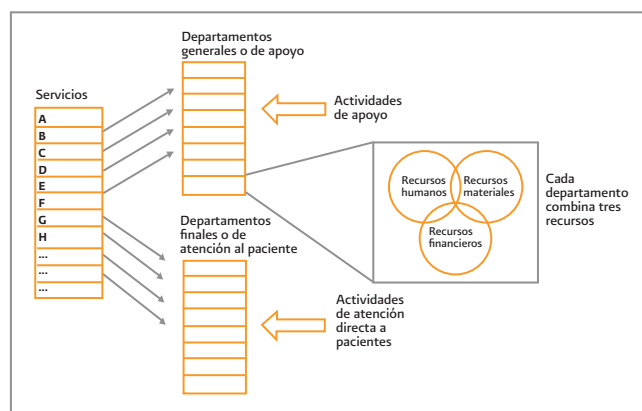 Departamentos
generales o de apoyo
Servicios
A
B
C
D
E
F
G
H
...
...
...
Actividades
de apoyo
Recursos
humanos
Recursos
materiales
Recursos
financieros
Cada
departamento
combina tres
recursos
Departamentos
finales o de
atención al paciente
Actividades
de atención
directa a
pacientes